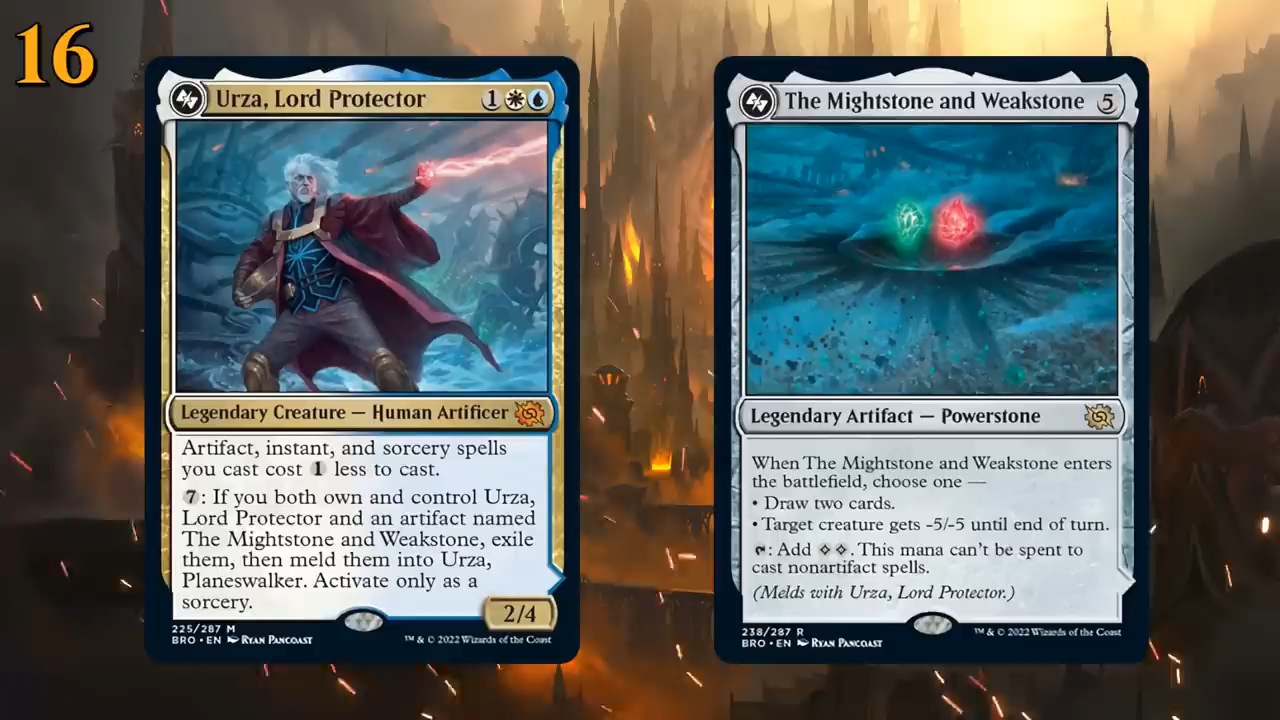 16
Urza, Lord Protector 1
Legendary Creature — Human Artificer
Artifact, instant, and sorcery spells
you cast cost 1 less to cast.
7: If you both own and control Urza,
Lord Protector and an artifact named
The Mightstone and Weakstone, exile
them, then meld them into Urza,
Planeswalker. Activate only as a
sorcery.
2/4
225/287 M
BRO • EN RYAN PANCOAST
™ & © 2022 Wizards of the Coast
The Mightstone and Weakstone 5
Legendary Artifact — Powerstone
When The Mightstone and Weakstone enters
the battlefield, choose one —
• Draw two cards.
• Target creature gets -5/-5 until end of turn.
: Add . This mana can't be spent to
cast nonartifact spells.
(Melds with Urza, Lord Protector.)
238/287 R
BRO • EN RYAN PANCOAST
™ & © 2022 Wizards of the Coast